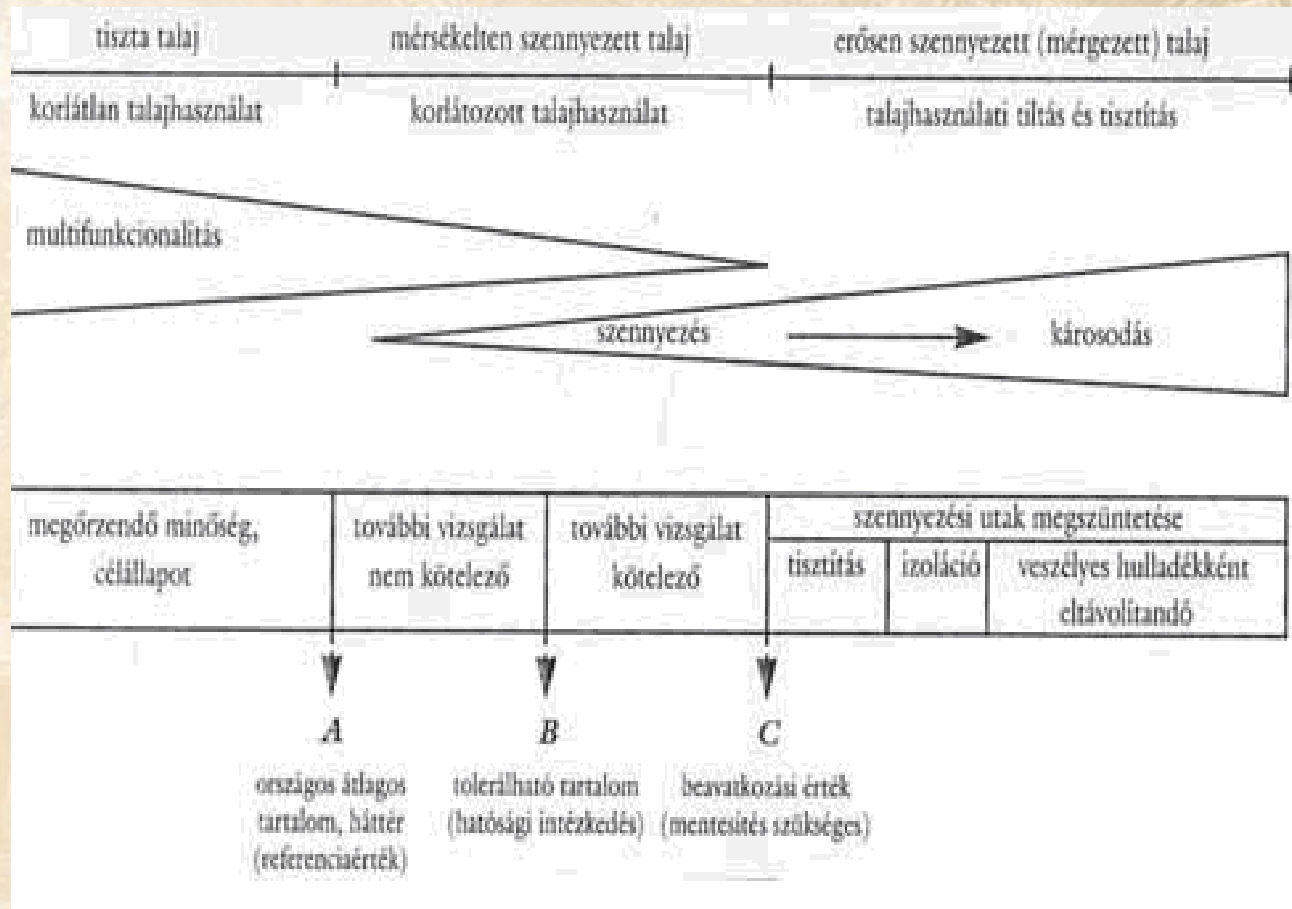 tiszta talaj
mérsékelten szennyezett talaj
erősen szennyezett (mérgezett) talaj
korlátlan talajhasználat
korlátozott talajhasználat
talajhasználati tiltás és tisztítás
multifunkcionalitás
szennyezés
károsodás
megőrzendő minőség,
célállapot
további vizsgálat
nem kötelező
további vizsgálat
kötelező
szennyezési utak megszüntetése
tisztítás
izoláció
veszélyes hulladékként
eltávolítandó
A
B
C
országos átlagos
tartalom, háttér
(referenciaérték)
tolerálható tartalom
(hatósági intézkedés)
beavatkozási érték
(mentesítés szükséges)